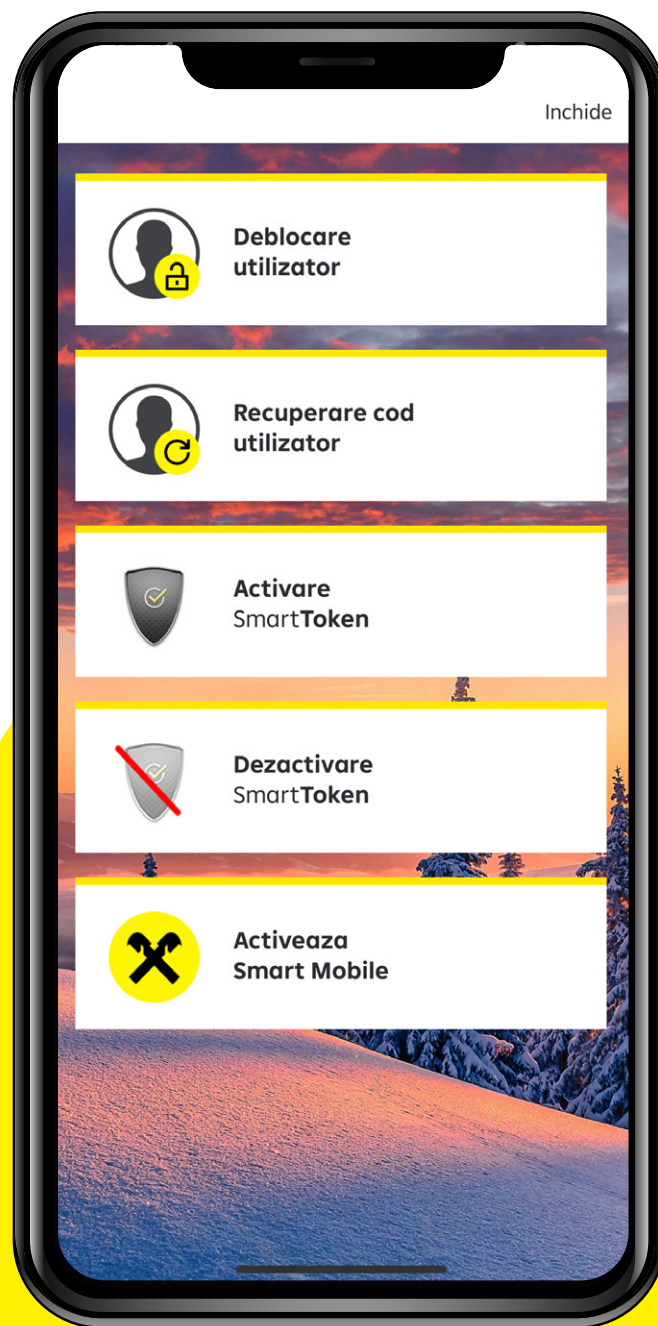 Inchide
Deblocare
utilizator
Recuperare cod
utilizator
Activare
SmartToken
Dezactivare
SmartToken
Activeaza
Smart Mobile